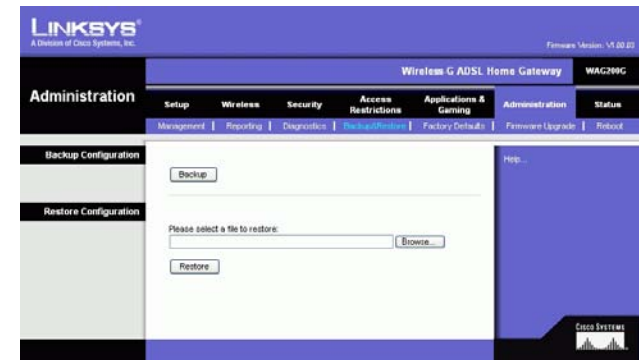 LINKSYS®
A Division of Cisco Systems, Inc.
Firmware Version: V1.00.03
Wireless-G ADSL Home Gateway WAG200G
Administration
Setup Wireless Security Access Restrictions Applications & Gaming Administration Status
Management | Reporting | Diagnostics | Backup&Restore | Factory Defaults | Firmware Upgrade | Reboot
Backup Configuration
Backup
Help...
Restore Configuration
Please select a file to restore:
Browse...
Restore
CISCO SYSTEMS